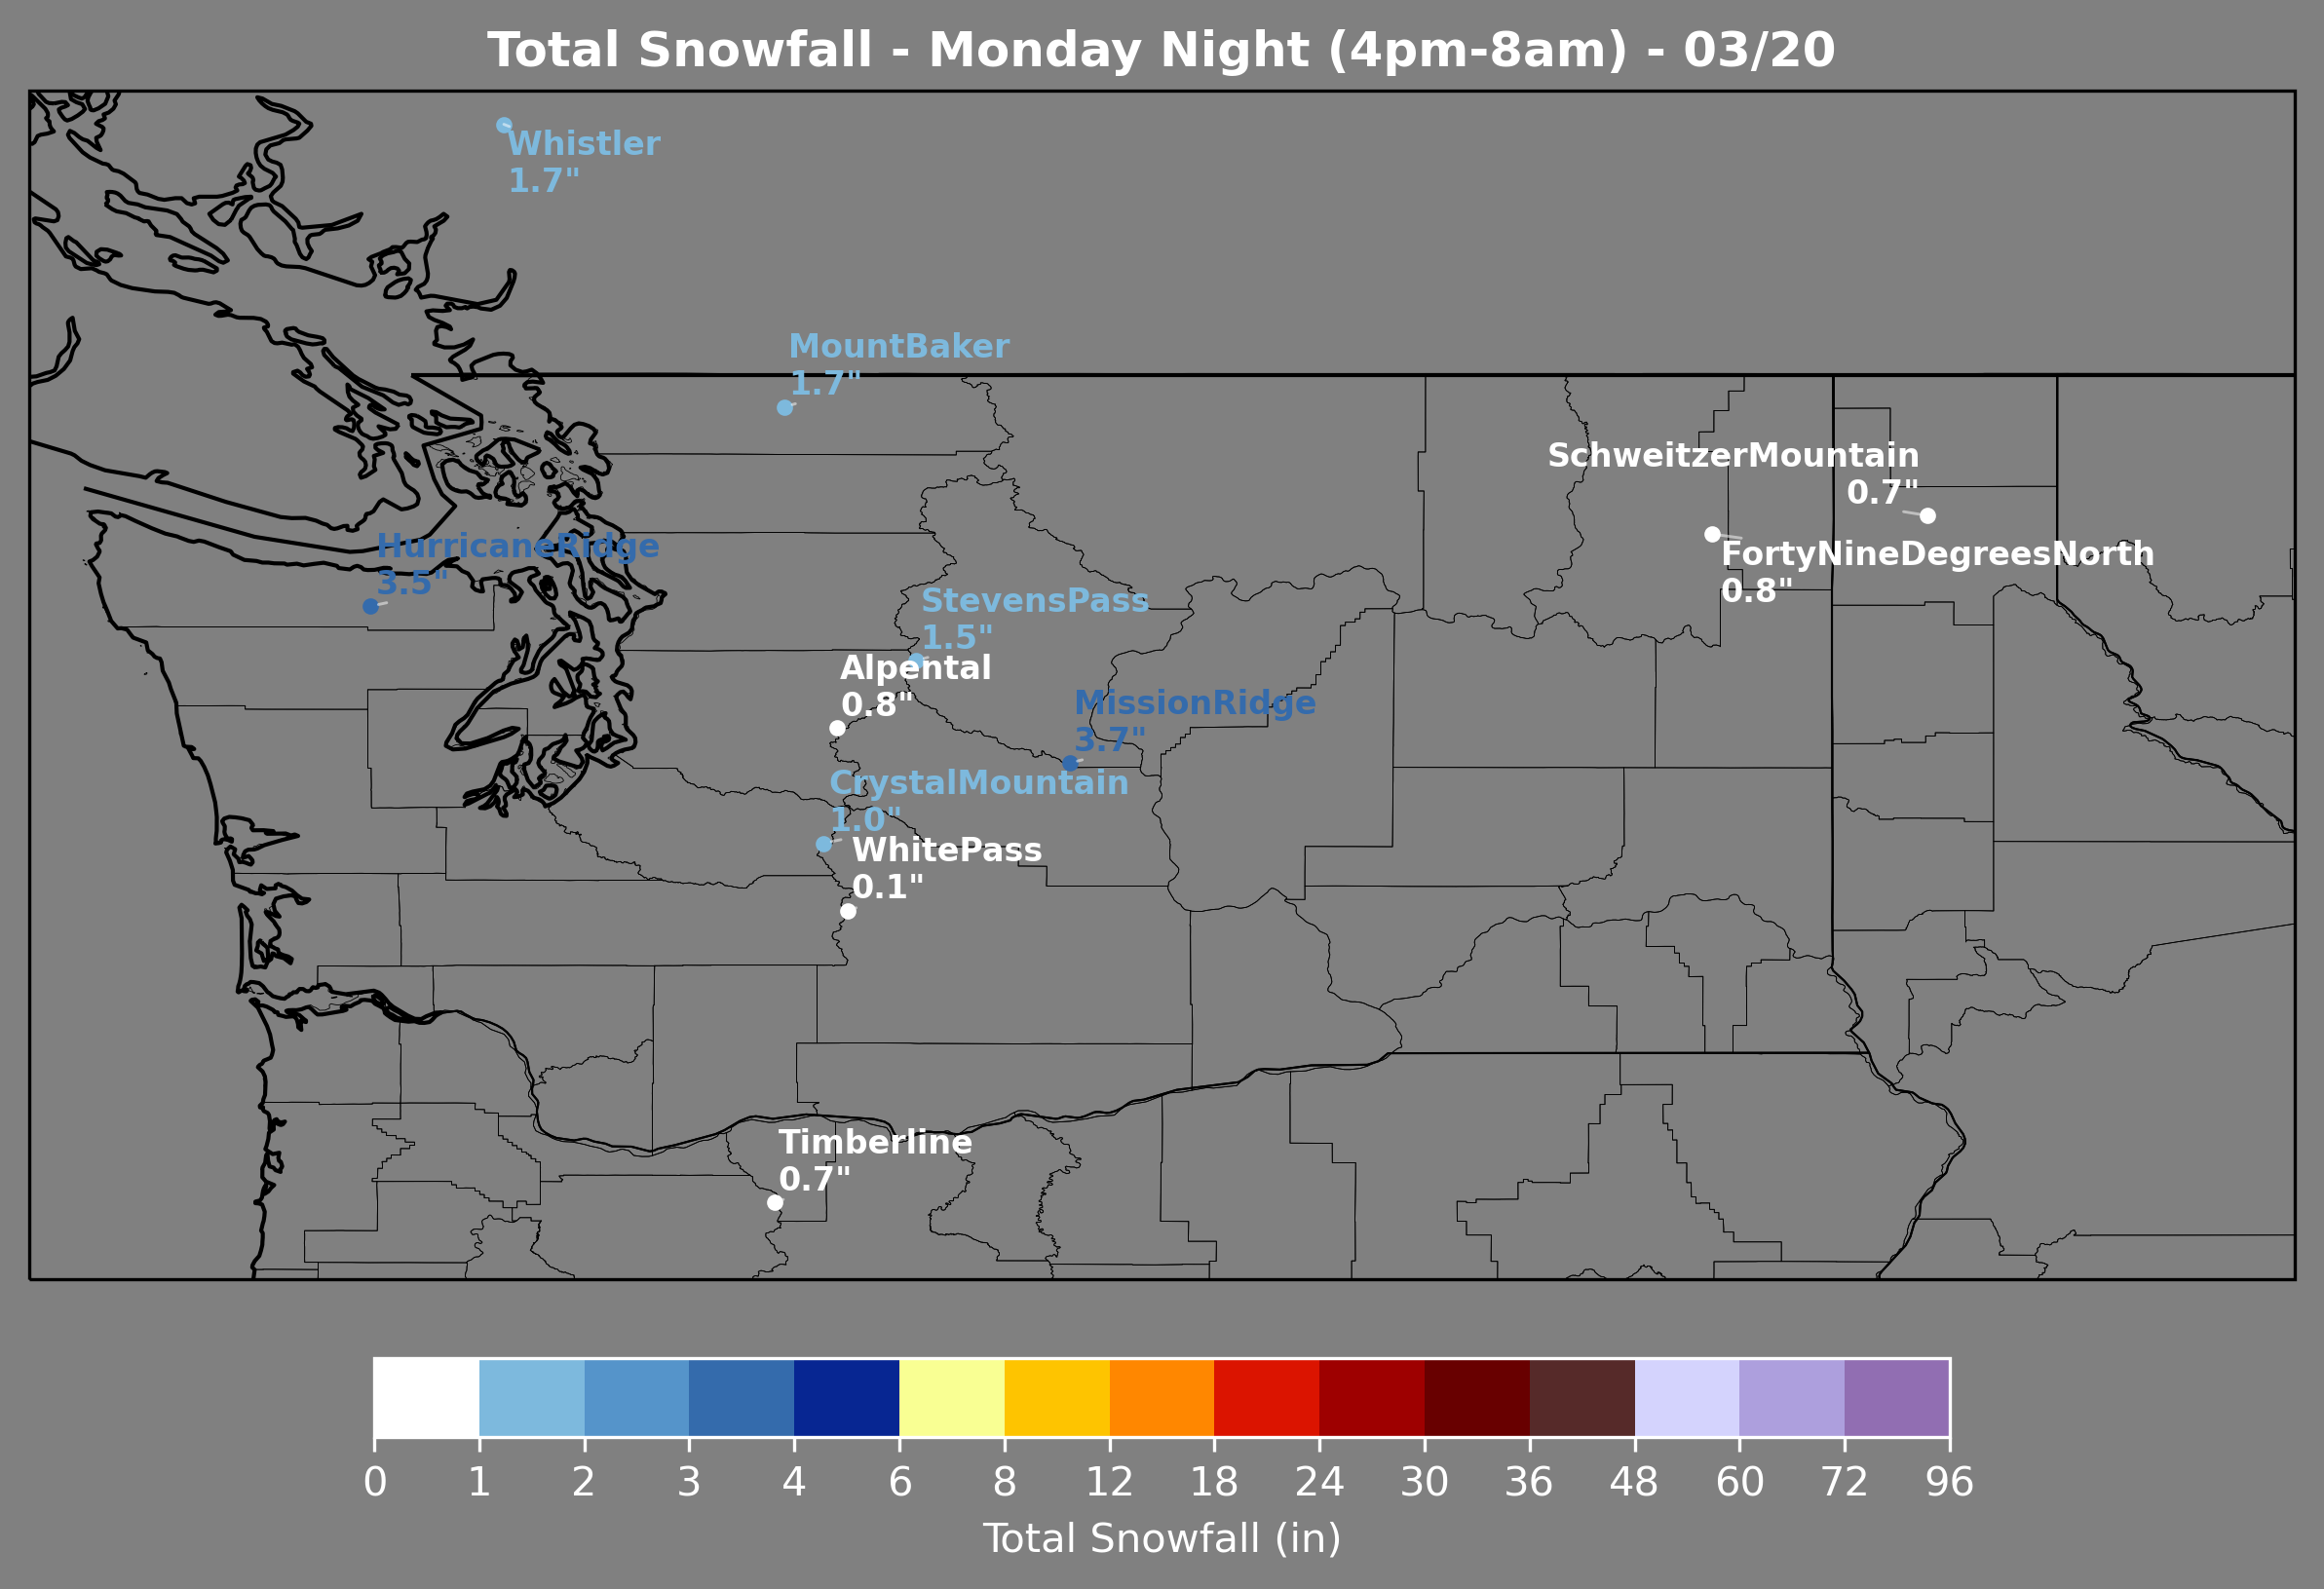 Total Snowfall - Monday Night (4pm-8am) - 03/20
Whistler
1.7"
MountBaker
1.7"
SchweitzerMountain
0.7"
HurricaneRidge
3.5"
FortyNineDegreesNorth
0.8"
StevensPass
1.5"
Alpental
0.8"
MissionRidge
3.7"
CrystalMountain
1.0"
WhitePass
0.1"
Timberline
0.7"
0 1 2 3 4 6 8 12 18 24 30 36 48 60 72 96
Total Snowfall (in)